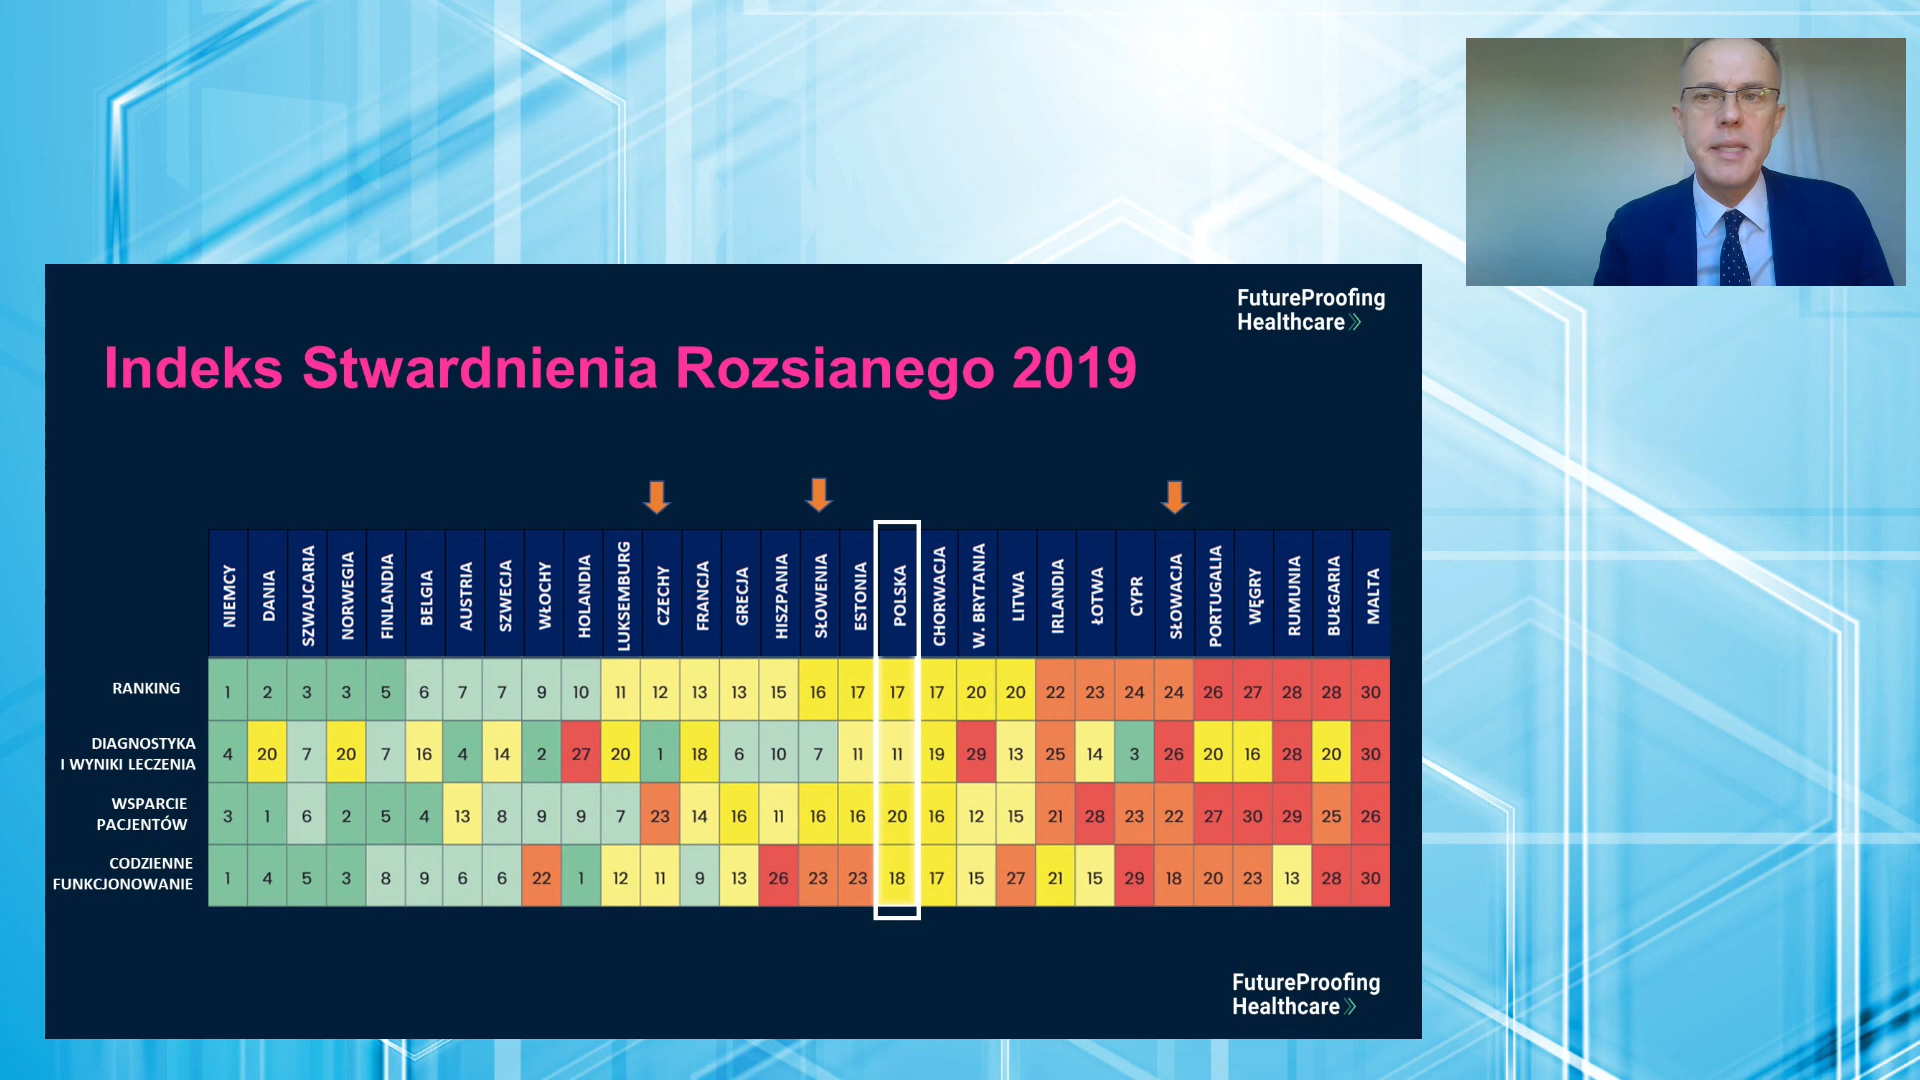 FutureProofing
Healthcare
Indeks Stwardnienia Rozsianego 2019
NIEMCY DANIA SZWAJCARIA NORWEGIA FINLANDIA BELGIA AUSTRIA SZWECJA WŁOCHY HOLANDIA LUKSEMBURG CZECHY FRANCJA GRECJA HISZPANIA SŁOWENIA ESTONIA POLSKA CHORWACJA W. BRYTANIA LITWA IRLANDIA ŁOTWA CYPR SŁOWACJA PORTUGALIA WĘGRY RUMUNIA BUŁGARIA MALTA
RANKING 1 2 3 3 5 6 7 7 9 10 11 12 13 13 15 16 17 17 17 20 20 22 23 24 24 26 27 28 28 30
DIAGNOSTYKA
I WYNIKI LECZENIA 4 20 7 20 7 16 4 14 2 27 20 1 18 6 10 7 11 11 19 29 13 25 14 3 26 20 16 28 20 30
WSPARCIE
PACJENTÓW 3 1 6 2 5 4 13 8 9 9 7 23 14 16 11 16 16 20 16 12 15 21 28 23 22 27 30 29 25 26
CODZIENNE
FUNKCJONOWANIE 1 4 5 3 8 9 6 6 22 1 12 11 9 13 26 23 23 18 17 15 27 21 15 29 18 20 23 13 28 30
FutureProofing
Healthcare